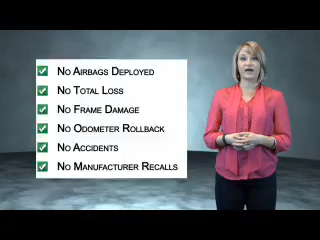 No Airbags Deployed
No Total Loss
No Frame Damage
No Odometer Rollback
No Accidents
No Manufacturer Recalls